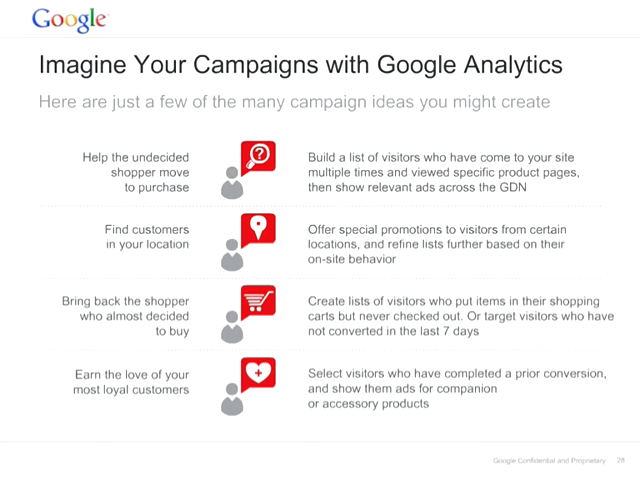 Google
Imagine Your Campaigns with Google Analytics
Here are just a few of the many campaign ideas you might create
Help the undecided
shopper move
to purchase
?
Build a list of visitors who have come to your site
multiple times and viewed specific product pages,
then show relevant ads across the GDN
Find customers
in your location
Offer special promotions to visitors from certain
locations, and refine lists further based on their
on-site behavior
Bring back the shopper
who almost decided
to buy
Create lists of visitors who put items in their shopping
carts but never checked out. Or target visitors who have
not converted in the last 7 days
Earn the love of your
most loyal customers
+
Select visitors who have completed a prior conversion,
and show them ads for companion
or accessory products
Google Confidential and Proprietary 28